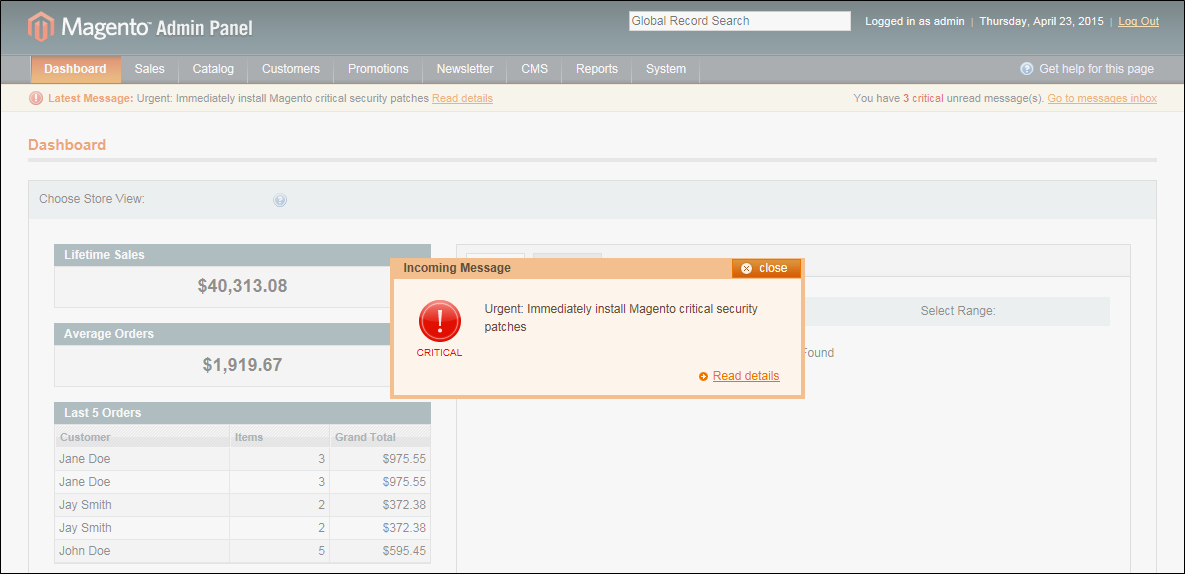 Magento™ Admin Panel
Global Record Search
Logged in as admin | Thursday, April 23, 2015 | Log Out
Dashboard Sales Catalog Customers Promotions Newsletter CMS Reports System
Get help for this page
Latest Message: Urgent: Immediately install Magento critical security patches Read details
You have 3 critical unread message(s). Go to messages inbox
Dashboard
Choose Store View:
Lifetime Sales
$40,313.08
Average Orders
$1,919.67
Last 5 Orders
Customer Items Grand Total
Jane Doe 3 $975.55
Jane Doe 3 $975.55
Jay Smith 2 $372.38
Jay Smith 2 $372.38
John Doe 5 $595.45
Incoming Message
close
Urgent: Immediately install Magento critical security
patches
CRITICAL
Read details
Select Range:
Found